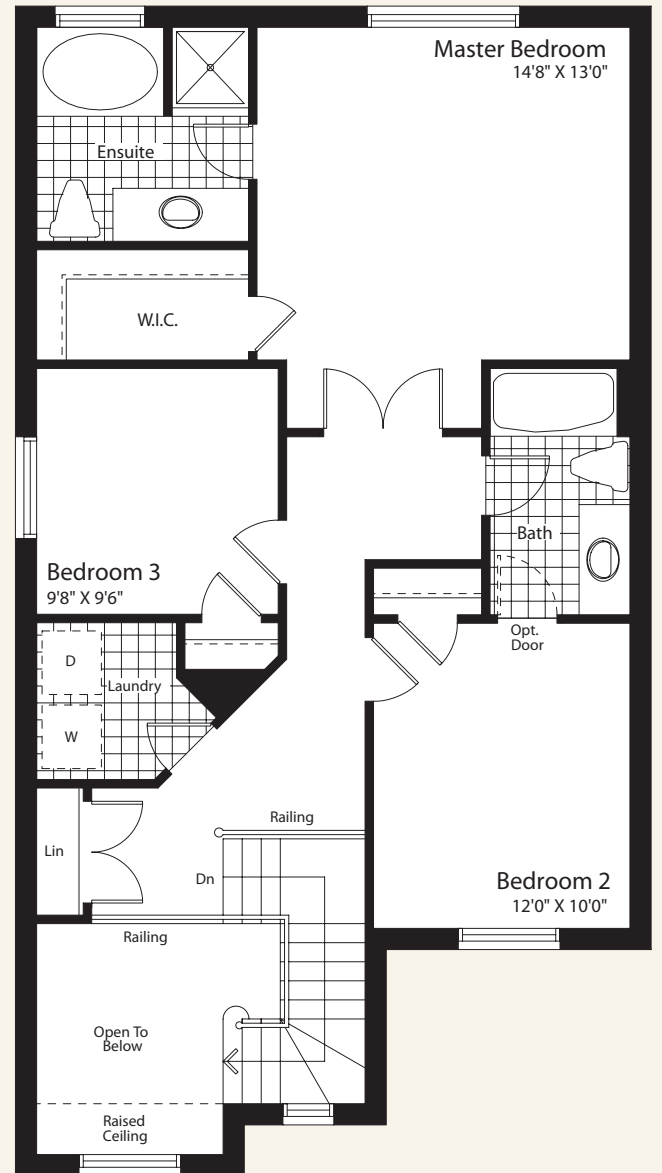 Master Bedroom
14'8" X 13'0"
Ensuite
W.I.C.
Bedroom 3
9'8" X 9'6"
Bath
Opt.
Door
D
Laundry
W
Railing
Lin
Dn
Bedroom 2
12'0" X 10'0"
Railing
Open To
Below
Raised
Ceiling